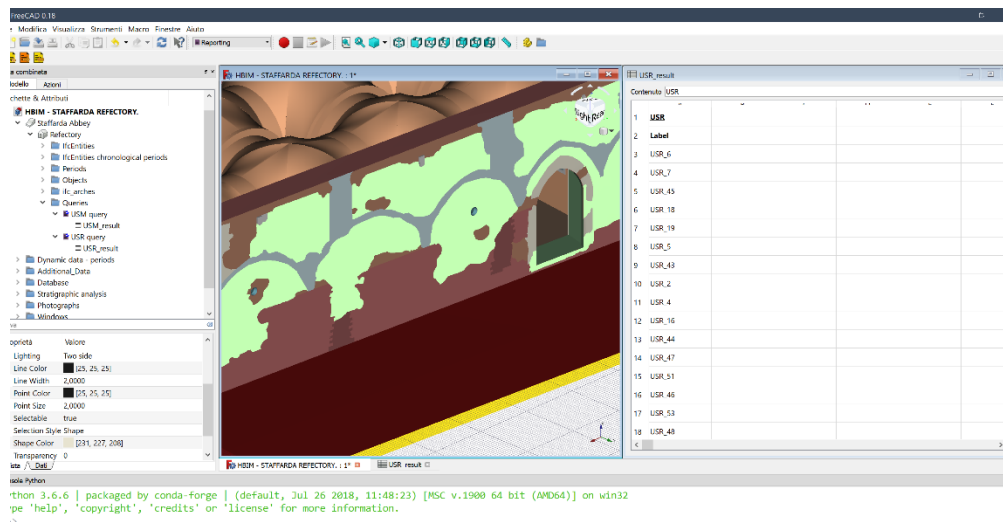 FreeCAD 0.18
Modifica Visualizza Strumenti Macro Finestre Aiuto
Reporting
combinata
Modello Azioni
chette & Attributi
HBIM - STAFFARDA REFECTORY.
Staffarda Abbey
Refectory
IfcEntities
IfcEntities chronological periods
Periods
Objects
ifc_arches
Queries
USM query
USM_result
USR query
USR_result
Dynamic data - periods
Additional_Data
Database
Stratigraphic analysis
Photographs
Windows
oprietà Valore
Lighting Two side
Line Color [25, 25, 25]
Line Width 2,0000
Point Color [25, 25, 25]
Point Size 2,0000
Selectable true
Selection Style Shape
Shape Color [231, 227, 208]
Transparency 0
ista Dati
HBIM - STAFFARDA REFECTORY. : 1*
Right Rear
HBIM - STAFFARDA REFECTORY. : 1* USR_result
USR_result
Contenuto USR
1 USR
2 Label
3 USR_6
4 USR_7
5 USR_45
6 USR_18
7 USR_19
8 USR_5
9 USR_43
10 USR_2
11 USR_4
12 USR_16
13 USR_44
14 USR_47
15 USR_51
16 USR_46
17 USR_53
18 USR_48
sole Python
ython 3.6.6 | packaged by conda-forge | (default, Jul 26 2018, 11:48:23) [MSC v.1900 64 bit (AMD64)] on win32
ype 'help', 'copyright', 'credits' or 'license' for more information.